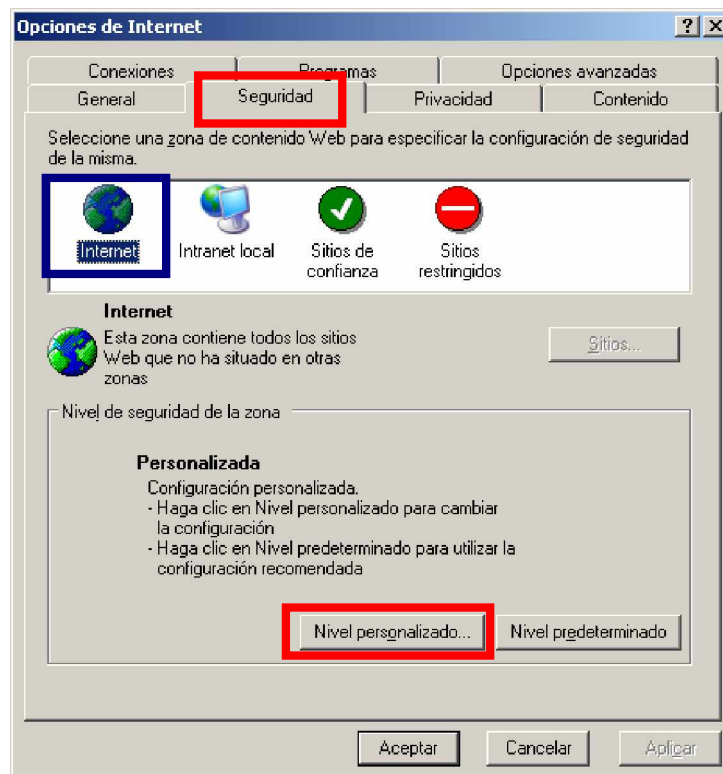 Opciones de Internet
Conexiones Programas Opciones avanzadas
General Seguridad Privacidad Contenido
Seleccione una zona de contenido Web para especificar la configuración de seguridad
de la misma.
Internet Intranet local Sitios de confianza Sitios restringidos
Internet
Esta zona contiene todos los sitios
Web que no ha situado en otras
zonas
Sitios...
Nivel de seguridad de la zona
Personalizada
Configuración personalizada.
- Haga clic en Nivel personalizado para cambiar
la configuración
- Haga clic en Nivel predeterminado para utilizar la
configuración recomendada
Nivel personalizado... Nivel predeterminado
Aceptar Cancelar Aplicar